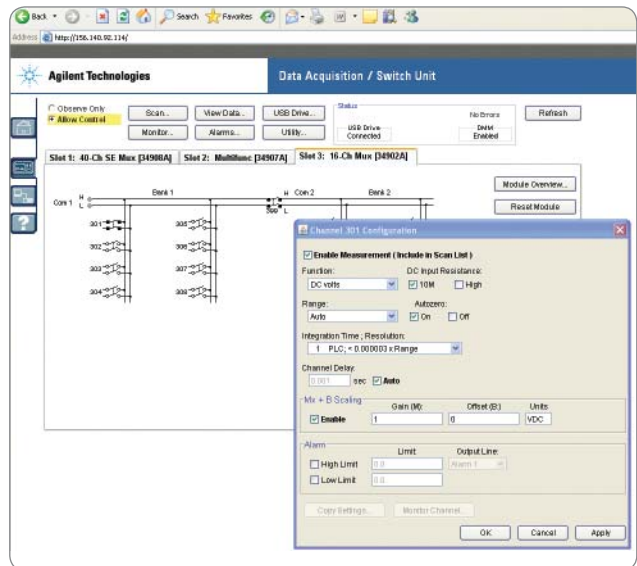 Back Search Favorites
Address http://156.140.92.114/
Agilent Technologies Data Acquisition / Switch Unit
Observe Only
Allow Control
Scan... View Data... USB Drive...
Monitor... Alarms... Utility...
Status
No Errors
USB Drive Connected
DMM Enabled
Refresh
Slot 1: 40-Ch SE Mux [34908A] Slot 2: Multifunc [34907A] Slot 3: 16-Ch Mux [34902A]
Module Overview...
Reset Module
Com 1 H L Bank 1 H Com 2 Bank 2
L
301 305
302 306
303 307
304 308
Channel 301 Configuration
Enable Measurement ( Include in Scan List )
Function: DC Input Resistance:
DC volts 10M High
Range: Autozero:
Auto On Off
Integration Time ; Resolution:
1 PLC; < 0.000003 x Range
Channel Delay:
0.001 sec Auto
Mx + B Scaling
Gain (M): Offset (B:) Units
Enable 1 0 VDC
Alarm
Limit: Output Line:
High Limit 0.0 Alarm 1
Low Limit 0.0
Copy Settings... Monitor Channel...
OK Cancel Apply